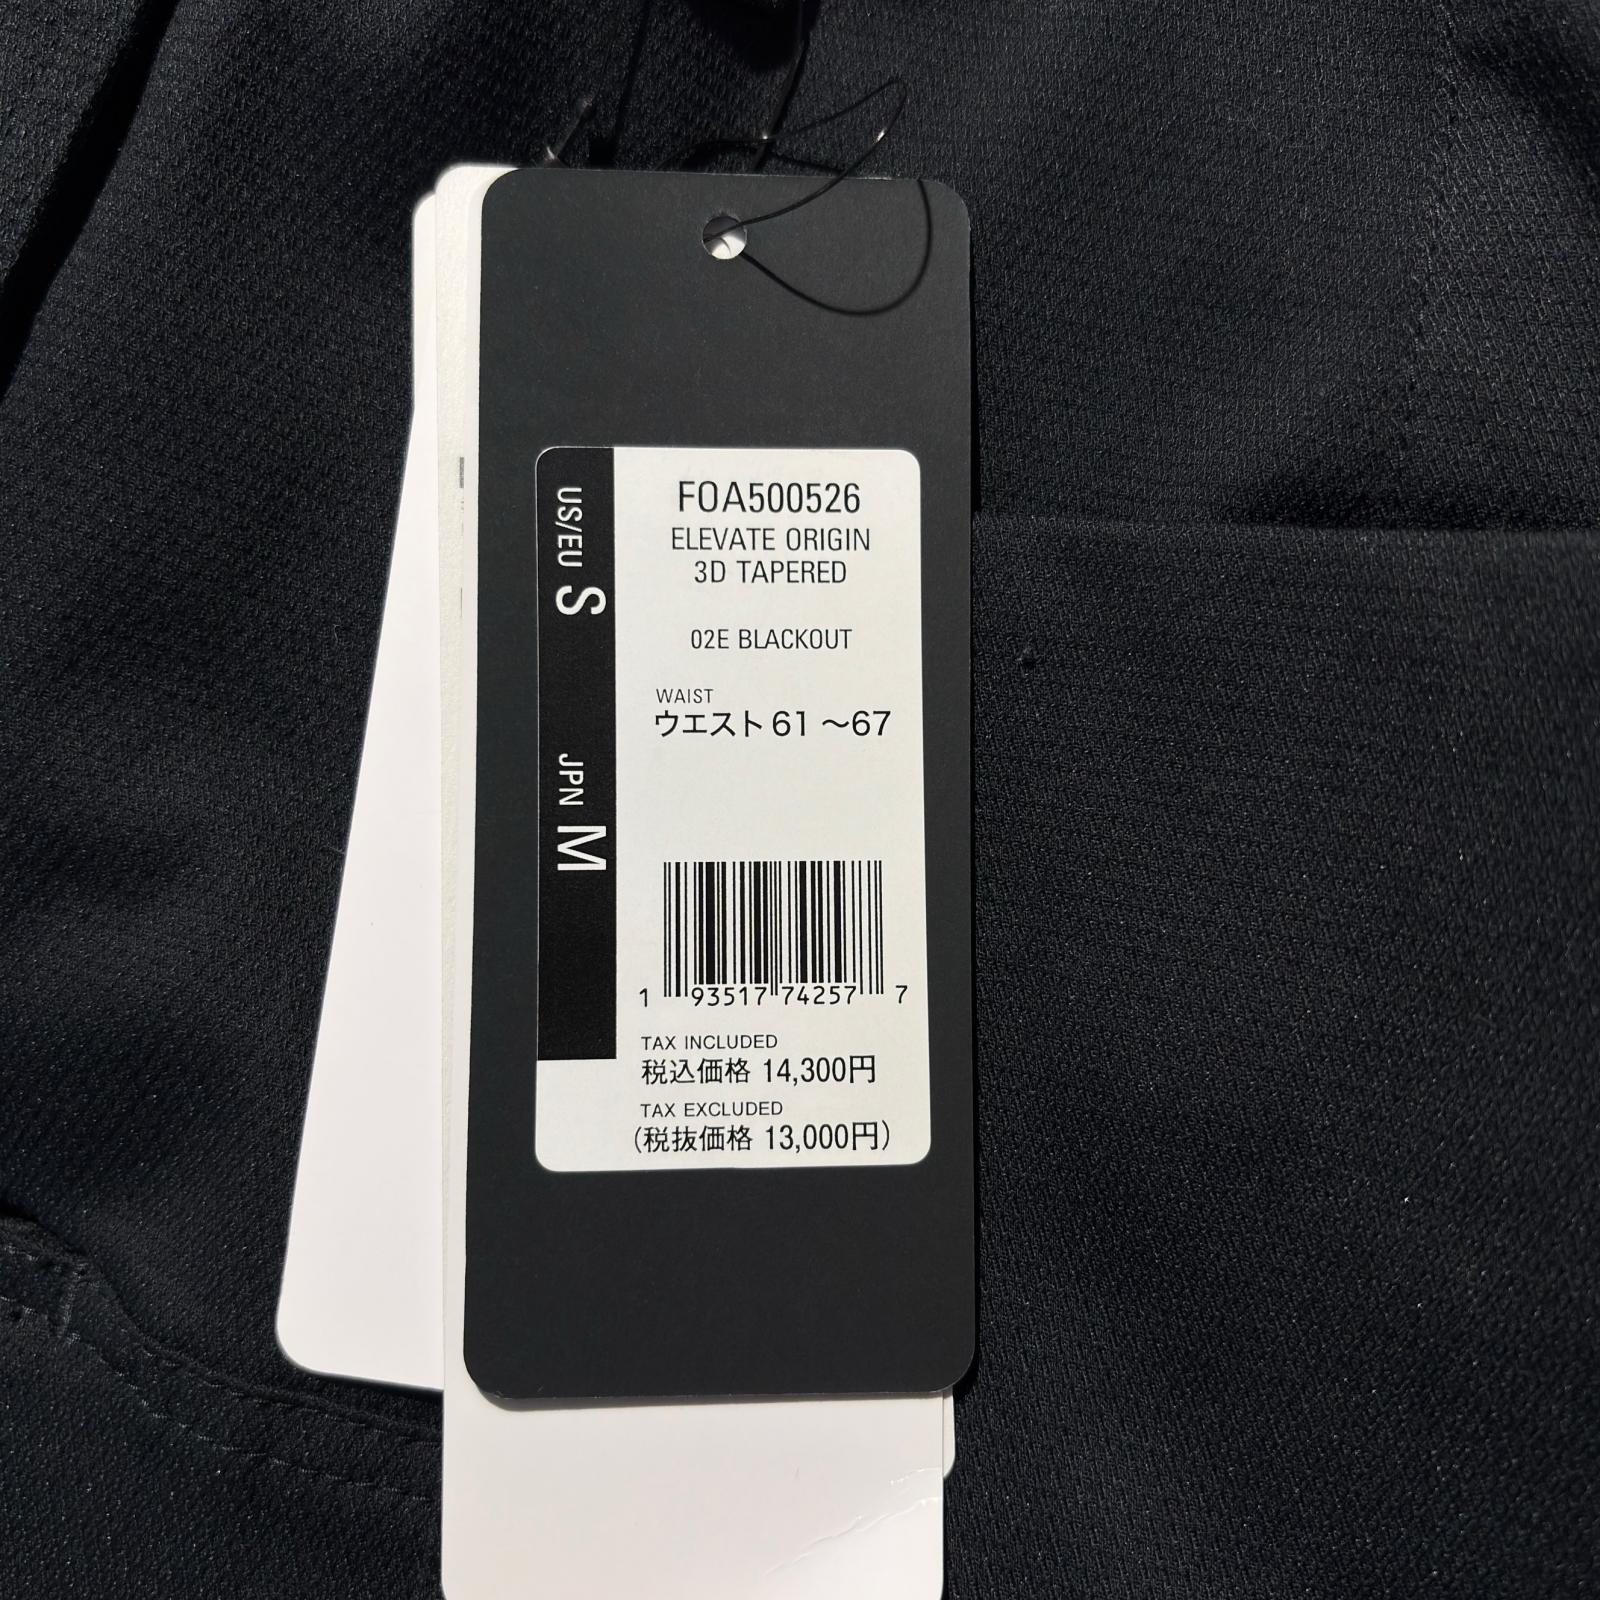 FOA500526
ELEVATE ORIGIN
3D TAPERED
02E BLACKOUT
WAIST
ウエスト 61 ～67
US/EU S
JPN M
1 93517 74257 7
TAX INCLUDED
税込価格 14,300円
TAX EXCLUDED
(税抜価格 13,000円)